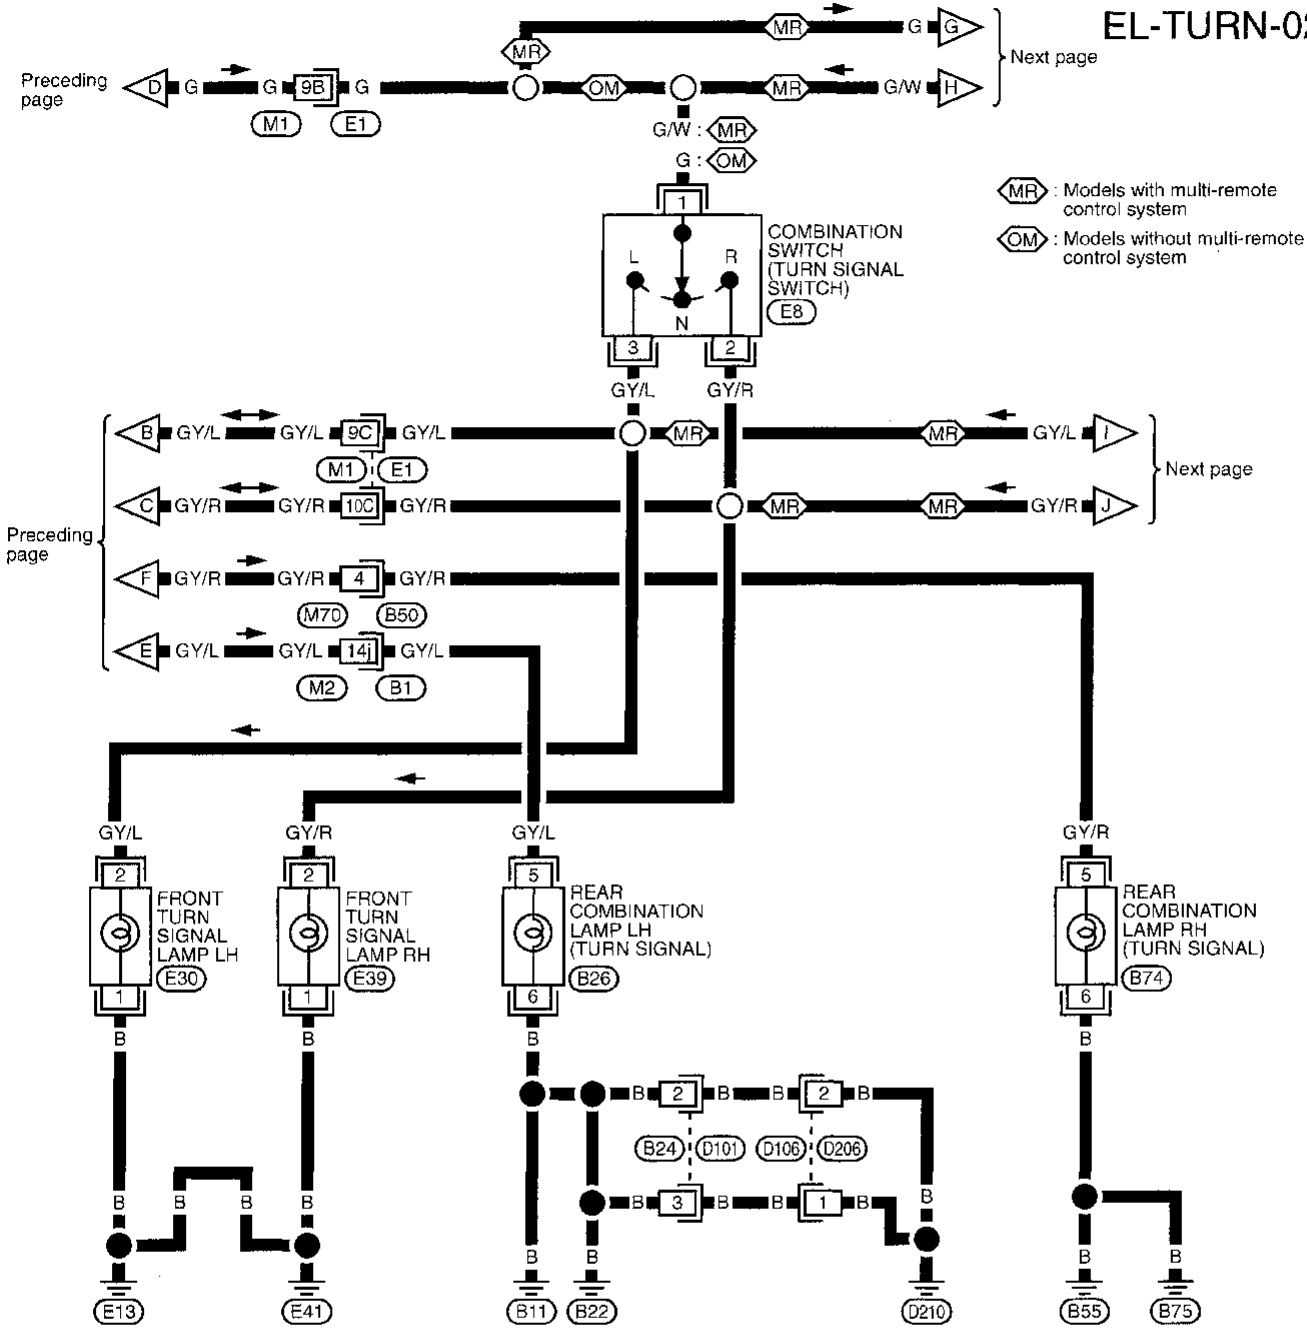 EL-TURN-02
MR G G
MR
Preceding page
D G G 9B G OM MR G/W H
Next page
M1 E1
G/W : MR
G : OM
MR : Models with multi-remote control system
OM : Models without multi-remote control system
1
COMBINATION
SWITCH
(TURN SIGNAL
SWITCH)
E8
L R
N
3 2
GY/L GY/R
B GY/L GY/L 9C GY/L MR MR GY/L I
M1 E1
Next page
C GY/R GY/R 10C GY/R MR MR GY/R J
Preceding page
F GY/R GY/R 4 GY/R
M70 B50
E GY/L GY/L 14j GY/L
M2 B1
GY/L GY/R GY/L GY/R
2 2 5 5
FRONT
TURN
SIGNAL
LAMP LH
E30
FRONT
TURN
SIGNAL
LAMP RH
E39
REAR
COMBINATION
LAMP LH
(TURN SIGNAL)
B26
REAR
COMBINATION
LAMP RH
(TURN SIGNAL)
B74
1 1 6 6
B B B B
B 2 B B 2 B
B24 D101 D106 D206
B B B B B 3 B B 1 B B
B B B B
E13 E41 B11 B22 D210 B55 B75